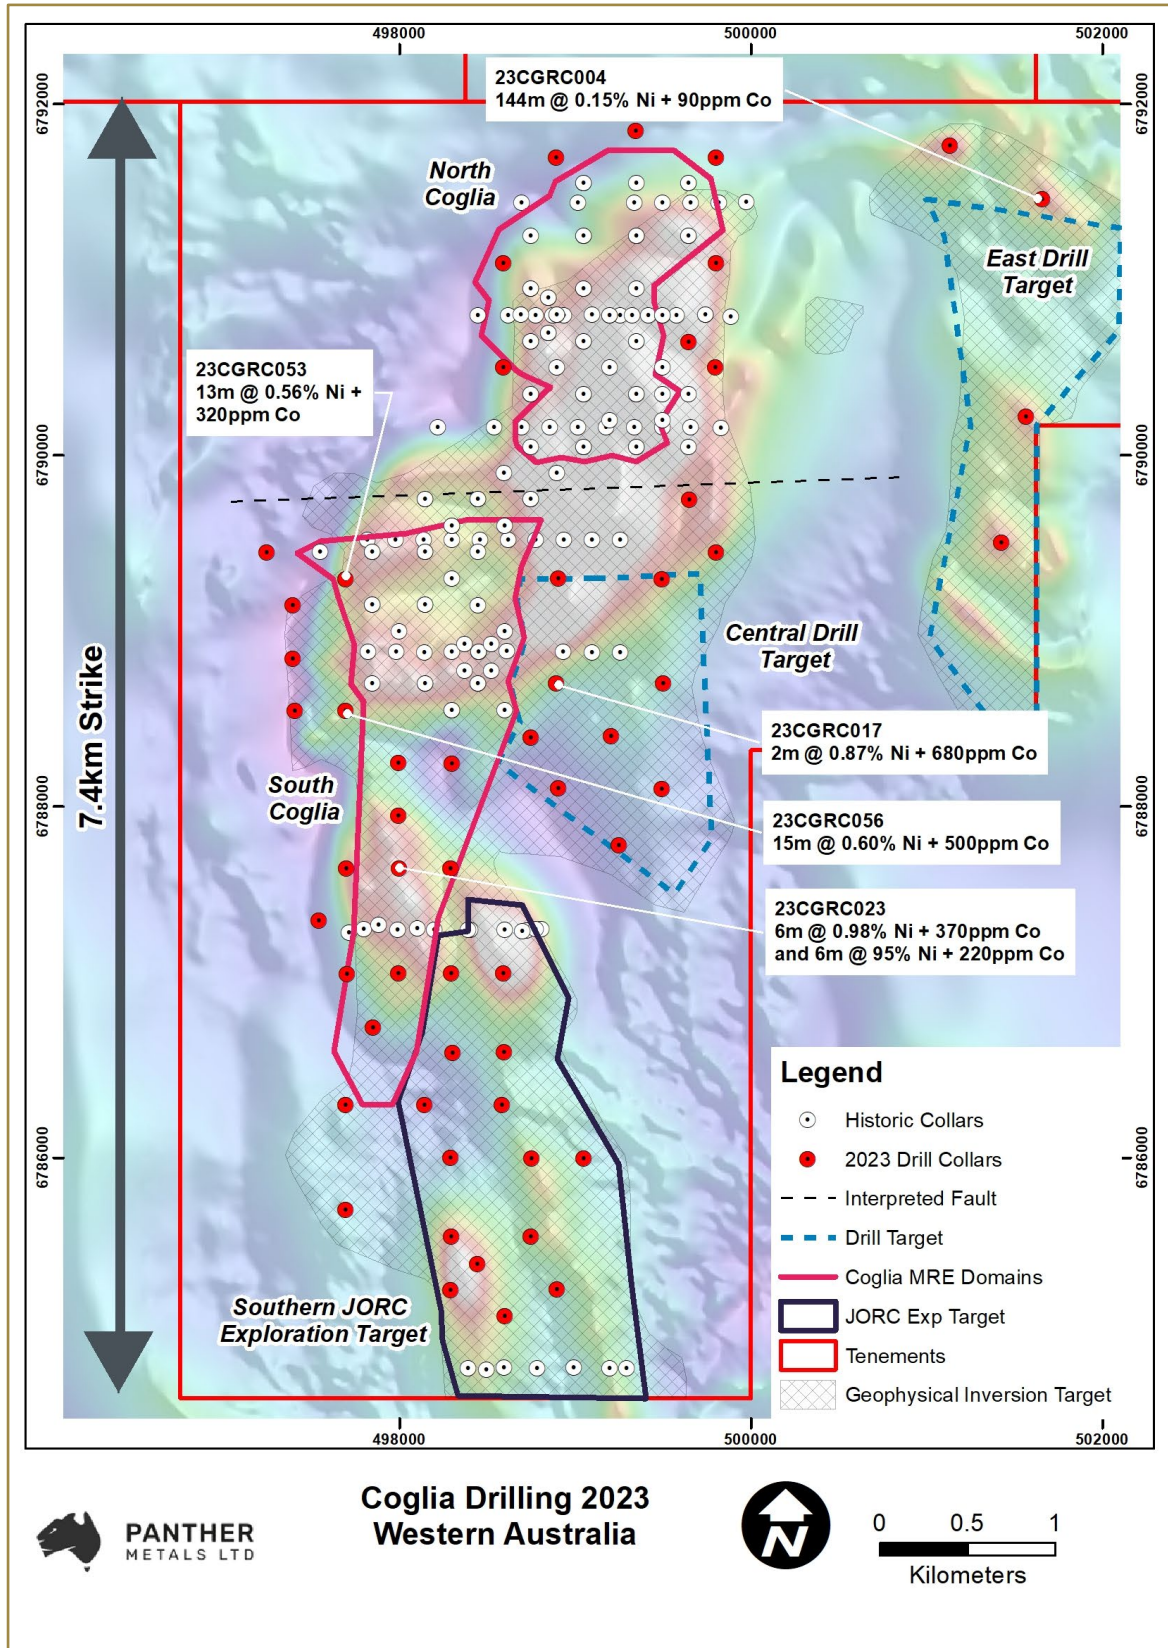 498000
500000
502000
6792000
6792000
23CGRC004
144m @ 0.15% Ni + 90ppm Co
North
Coglia
East Drill
Target
23CGRC053
13m @ 0.56% Ni +
320ppm Co
6790000
6790000
7.4km Strike
Central Drill
Target
23CGRC017
2m @ 0.87% Ni + 680ppm Co
South
Coglia
6788000
6788000
23CGRC056
15m @ 0.60% Ni + 500ppm Co
23CGRC023
6m @ 0.98% Ni + 370ppm Co
and 6m @ 95% Ni + 220ppm Co
Legend
Historic Collars
2023 Drill Collars
Interpreted Fault
Drill Target
Coglia MRE Domains
JORC Exp Target
Tenements
Geophysical Inversion Target
6786000
6786000
Southern JORC
Exploration Target
498000
500000
502000
Coglia Drilling 2023
Western Australia
PANTHER
METALS LTD
N
0 0.5 1
Kilometers